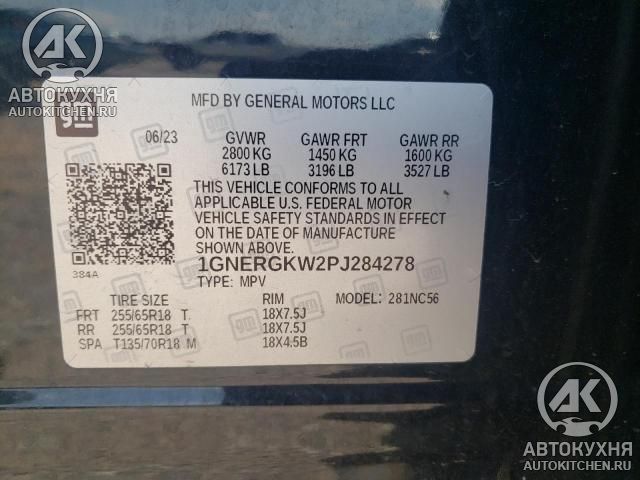 АК
АВТОКУХНЯ
AUTOKITCHEN.RU
gm
MFD BY GENERAL MOTORS LLC
06/23 GVWR GAWR FRT GAWR RR
2800 KG 1450 KG 1600 KG
6173 LB 3196 LB 3527 LB
THIS VEHICLE CONFORMS TO ALL
APPLICABLE U.S. FEDERAL MOTOR
VEHICLE SAFETY STANDARDS IN EFFECT
ON THE DATE OF MANUFACTURE
SHOWN ABOVE.
384A
1GNERGKW2PJ284278
TYPE: MPV
TIRE SIZE RIM MODEL: 281NC56
FRT 255/65R18 T. 18X7.5J
RR 255/65R18 T 18X7.5J
SPA T135/70R18 M 18X4.5B
АК
АВТОКУХНЯ
AUTOKITCHEN.RU